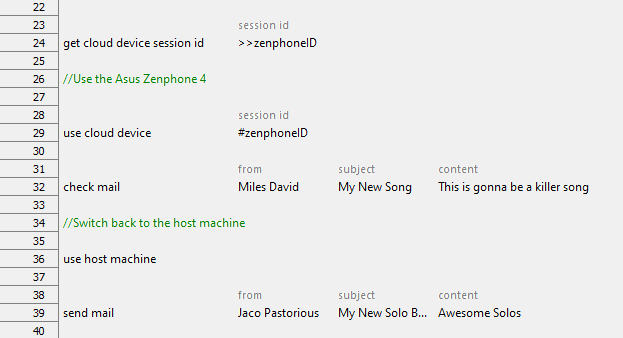 22
23 session id
24 get cloud device session id >>zenphoneID
25
26 //Use the Asus Zenphone 4
27
28 session id
29 use cloud device #zenphoneID
30
31 from subject content
32 check mail Miles David My New Song This is gonna be a killer song
33
34 //Switch back to the host machine
35
36 use host machine
37
38 from subject content
39 send mail Jaco Pastorious My New Solo B... Awesome Solos
40